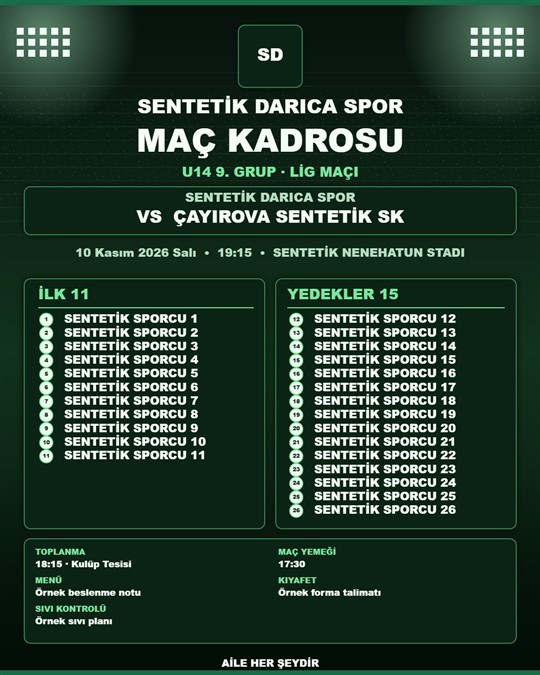 SD
SENTETİK DARICA SPOR
MAÇ KADROSU
U14 9. GRUP · LİG MAÇI
SENTETİK DARICA SPOR
VS ÇAYIROVA SENTETİK SK
10 Kasım 2026 Salı • 19:15 • SENTETİK NENEHATUN STADI
İLK 11
1 SENTETİK SPORCU 1
2 SENTETİK SPORCU 2
3 SENTETİK SPORCU 3
4 SENTETİK SPORCU 4
5 SENTETİK SPORCU 5
6 SENTETİK SPORCU 6
7 SENTETİK SPORCU 7
8 SENTETİK SPORCU 8
9 SENTETİK SPORCU 9
10 SENTETİK SPORCU 10
11 SENTETİK SPORCU 11
YEDEKLER 15
12 SENTETİK SPORCU 12
13 SENTETİK SPORCU 13
14 SENTETİK SPORCU 14
15 SENTETİK SPORCU 15
16 SENTETİK SPORCU 16
17 SENTETİK SPORCU 17
18 SENTETİK SPORCU 18
19 SENTETİK SPORCU 19
20 SENTETİK SPORCU 20
21 SENTETİK SPORCU 21
22 SENTETİK SPORCU 22
23 SENTETİK SPORCU 23
24 SENTETİK SPORCU 24
25 SENTETİK SPORCU 25
26 SENTETİK SPORCU 26
TOPLANMA
18:15 · Kulüp Tesisi
MAÇ YEMEĞİ
17:30
MENÜ
Örnek beslenme notu
KIYAFET
Örnek forma talimatı
SIVI KONTROLÜ
Örnek sıvı planı
AİLE HER ŞEYDİR